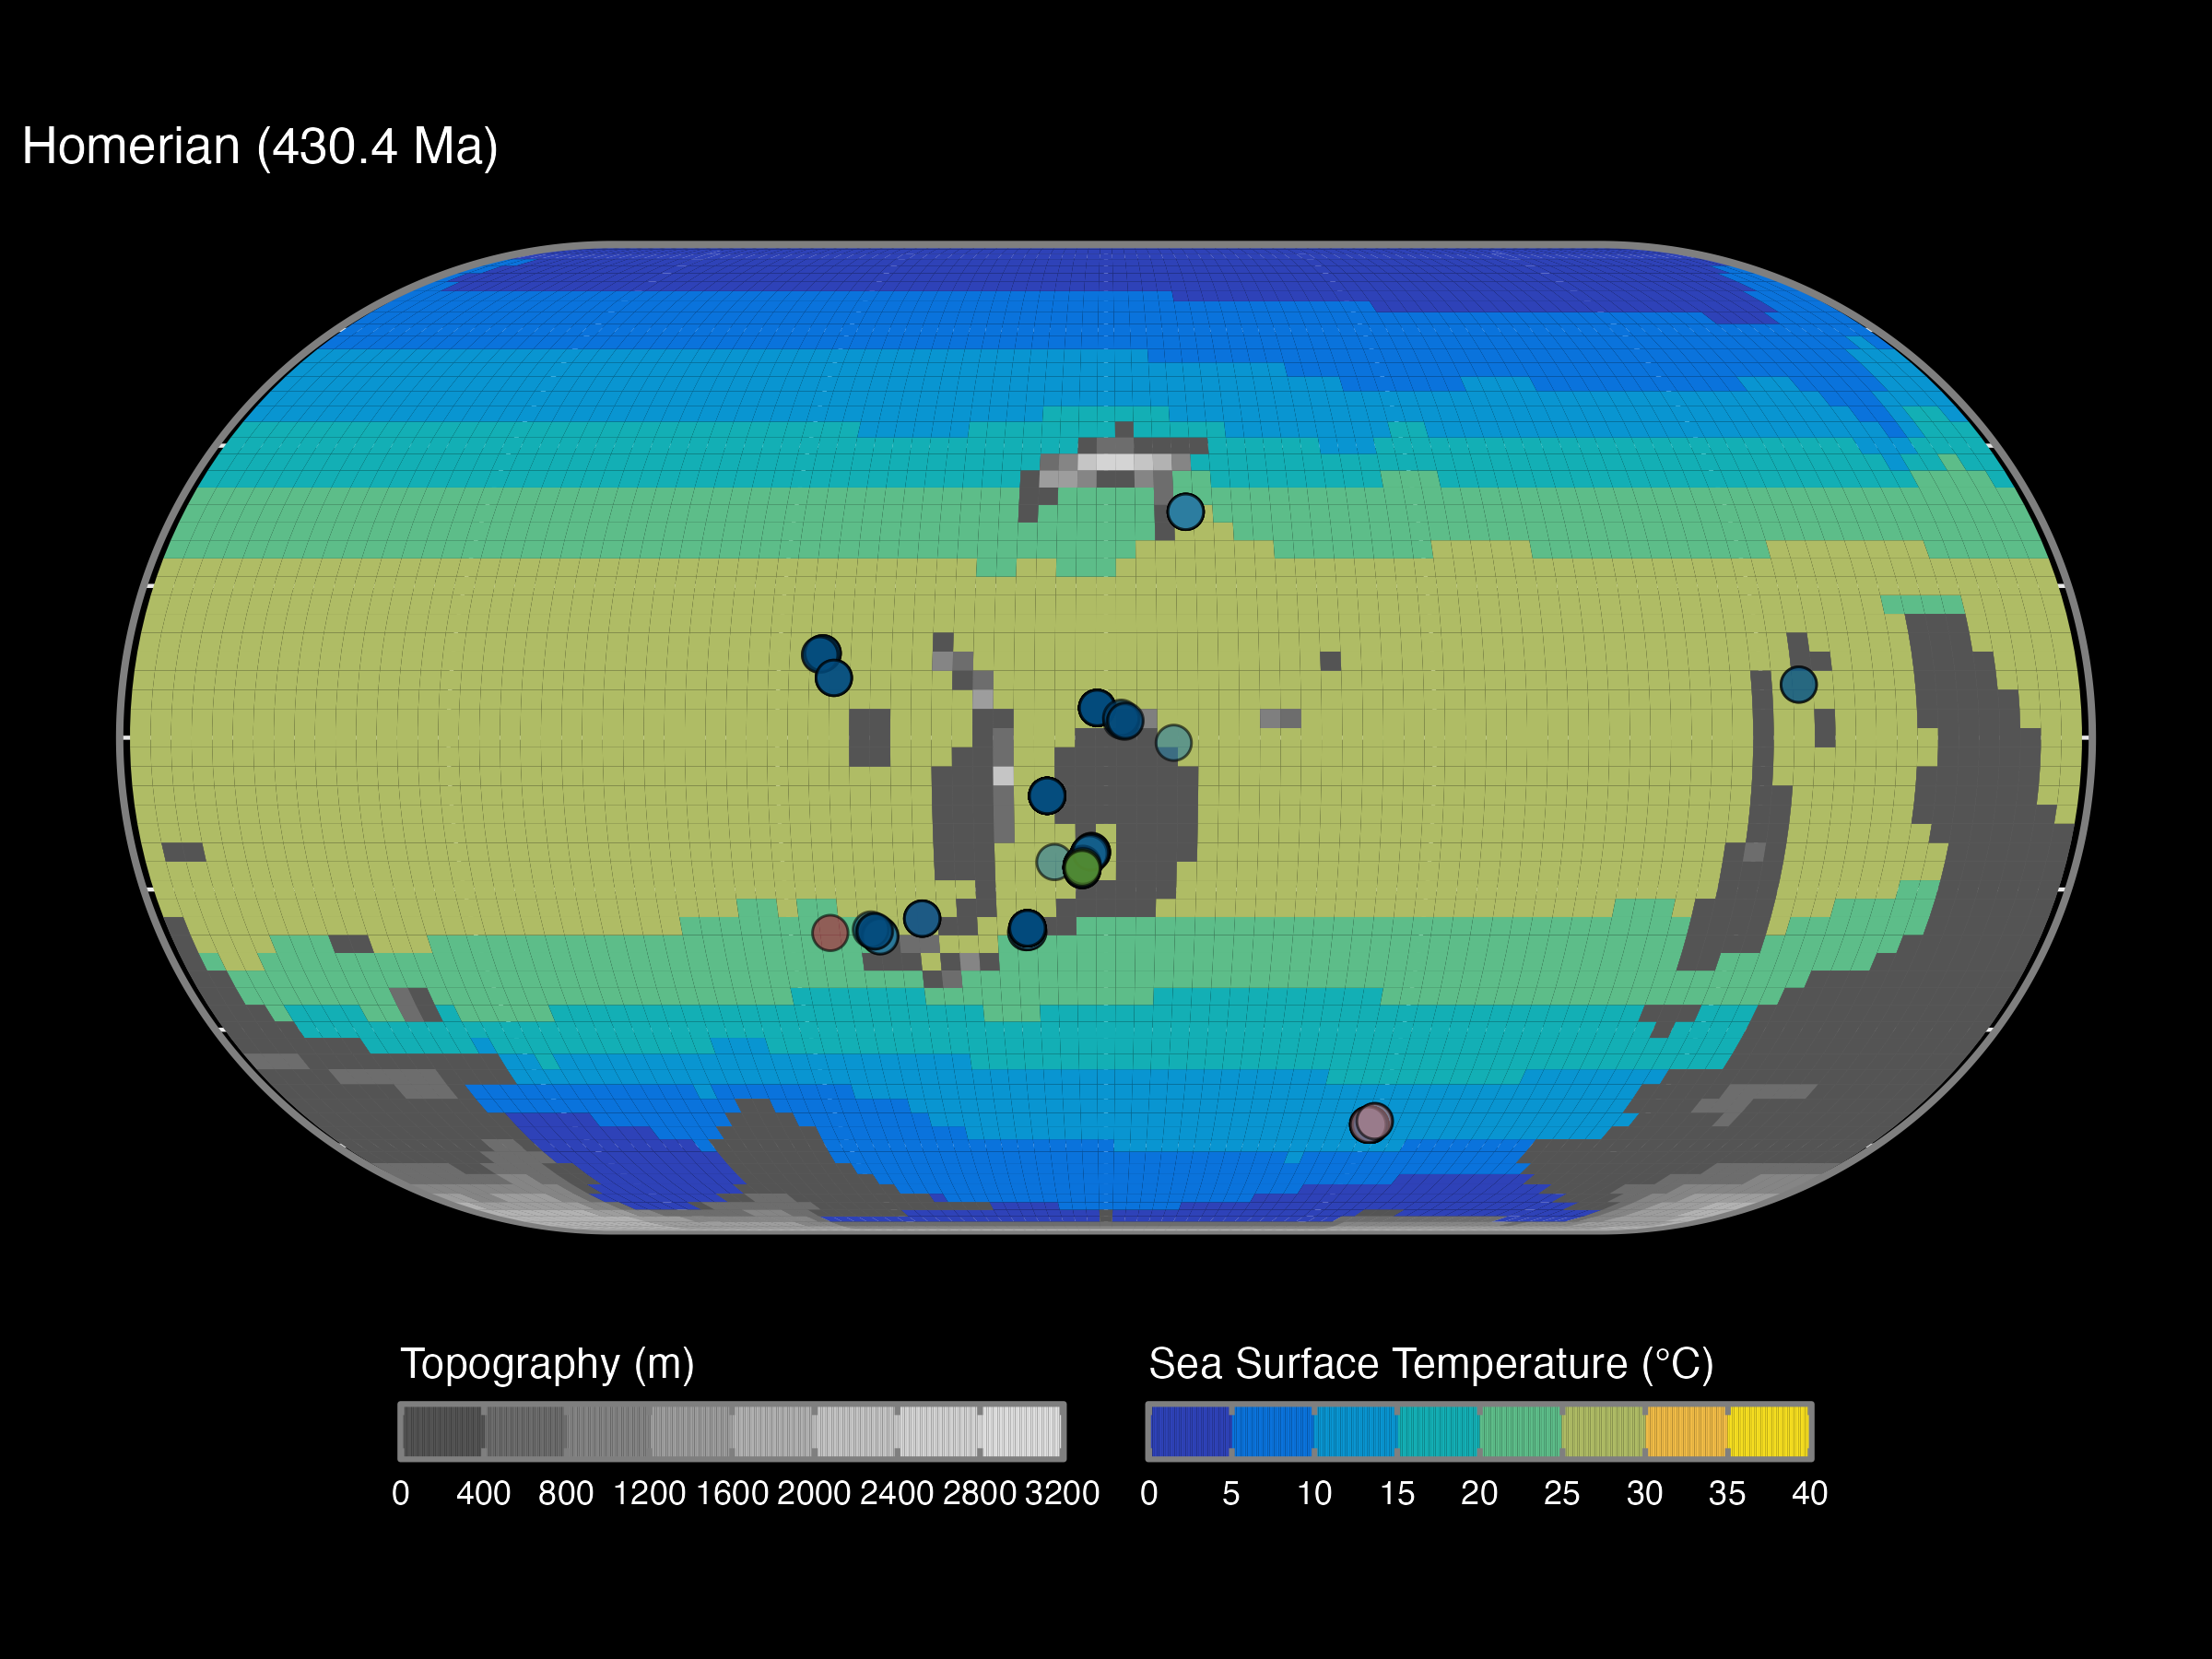 Homerian (430.4 Ma)
Topography (m)
0 400 800 1200 1600 2000 2400 2800 3200
Sea Surface Temperature (°C)
0 5 10 15 20 25 30 35 40